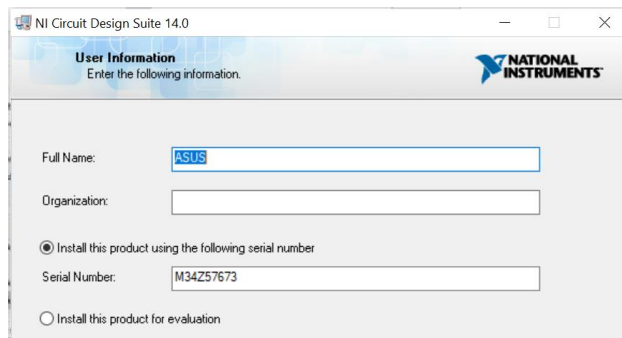 NI Circuit Design Suite 14.0
User Information
Enter the following information.
NATIONAL
INSTRUMENTS
Full Name:
ASUS
Organization:
Install this product using the following serial number
Serial Number:
M34Z57673
Install this product for evaluation